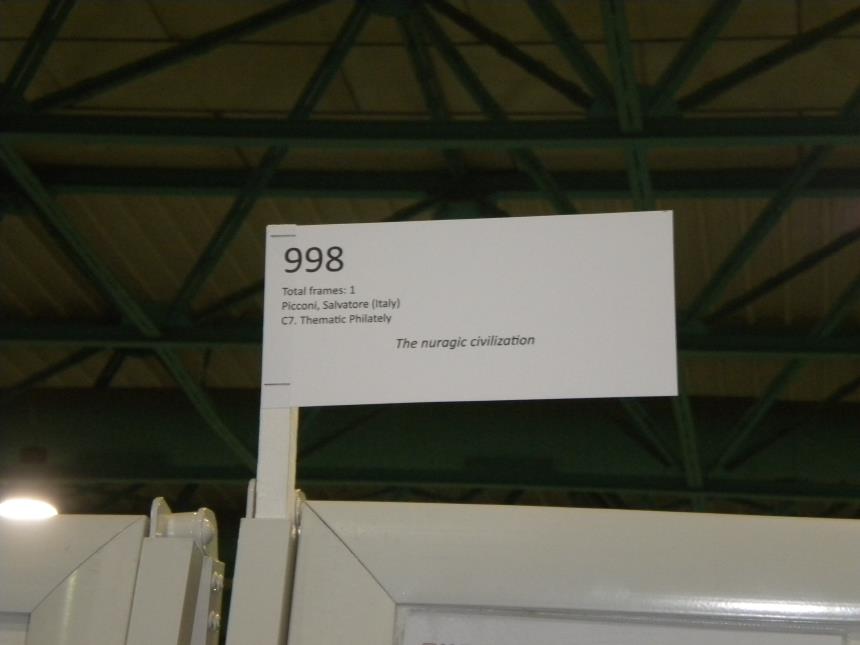 998
Total frames: 1
Picconi, Salvatore (Italy)
C7. Thematic Philately
The nuragic civilization